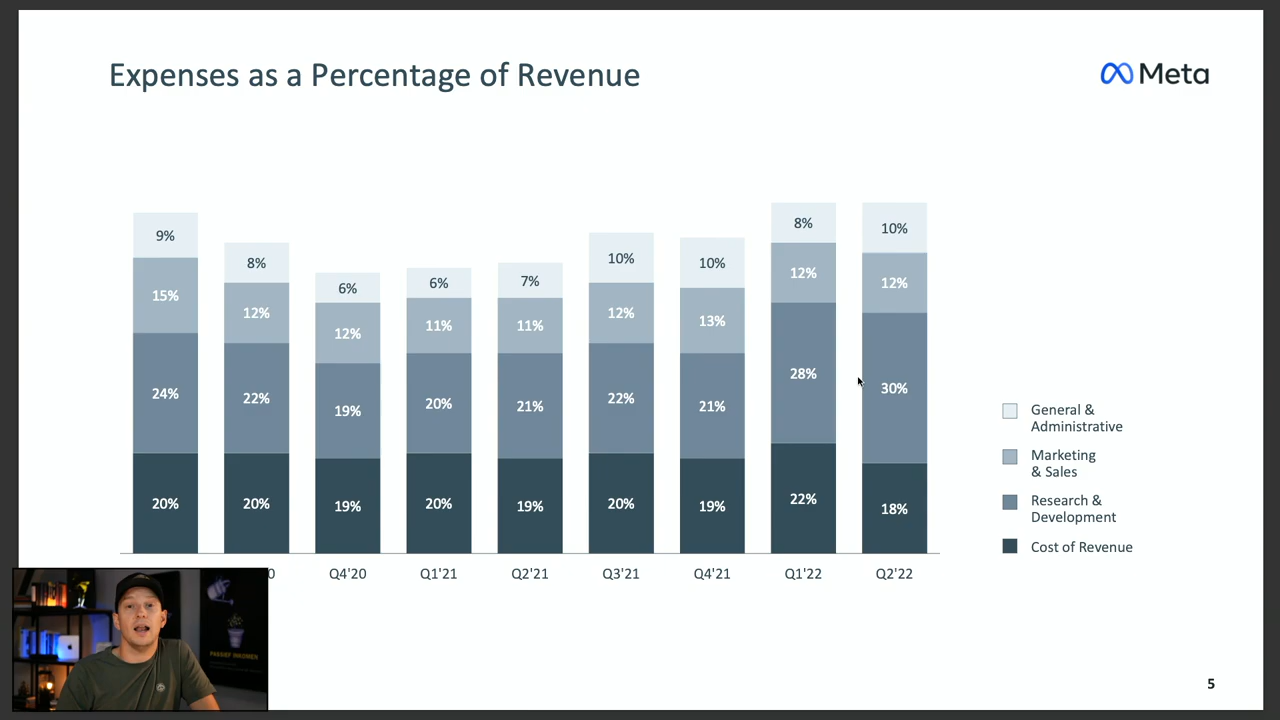 Expenses as a Percentage of Revenue
Meta
9%
8%
6%
6%
7%
10%
10%
8%
10%
15%
12%
12%
11%
11%
12%
13%
12%
12%
24%
22%
19%
20%
21%
22%
21%
28%
30%
20%
20%
19%
20%
19%
20%
19%
22%
18%
0
Q4'20
Q1'21
Q2'21
Q3'21
Q4'21
Q1'22
Q2'22
General &
Administrative
Marketing
& Sales
Research &
Development
Cost of Revenue
PASSIEF INKOMEN
5